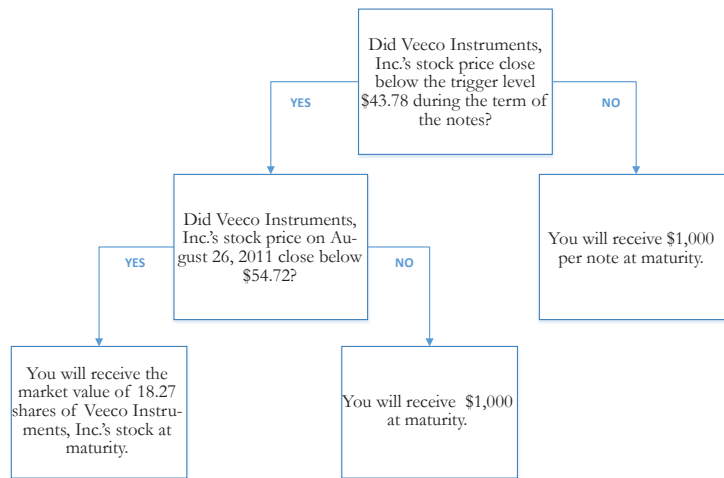 Did Veeco Instruments,
Inc.'s stock price close
below the trigger level
$43.78 during the term of
the notes?
YES
NO
Did Veeco Instruments,
Inc.'s stock price on Au-
gust 26, 2011 close below
$54.72?
You will receive $1,000
per note at maturity.
YES
NO
You will receive the
market value of 18.27
shares of Veeco Instru-
ments, Inc.'s stock at
maturity.
You will receive $1,000
at maturity.